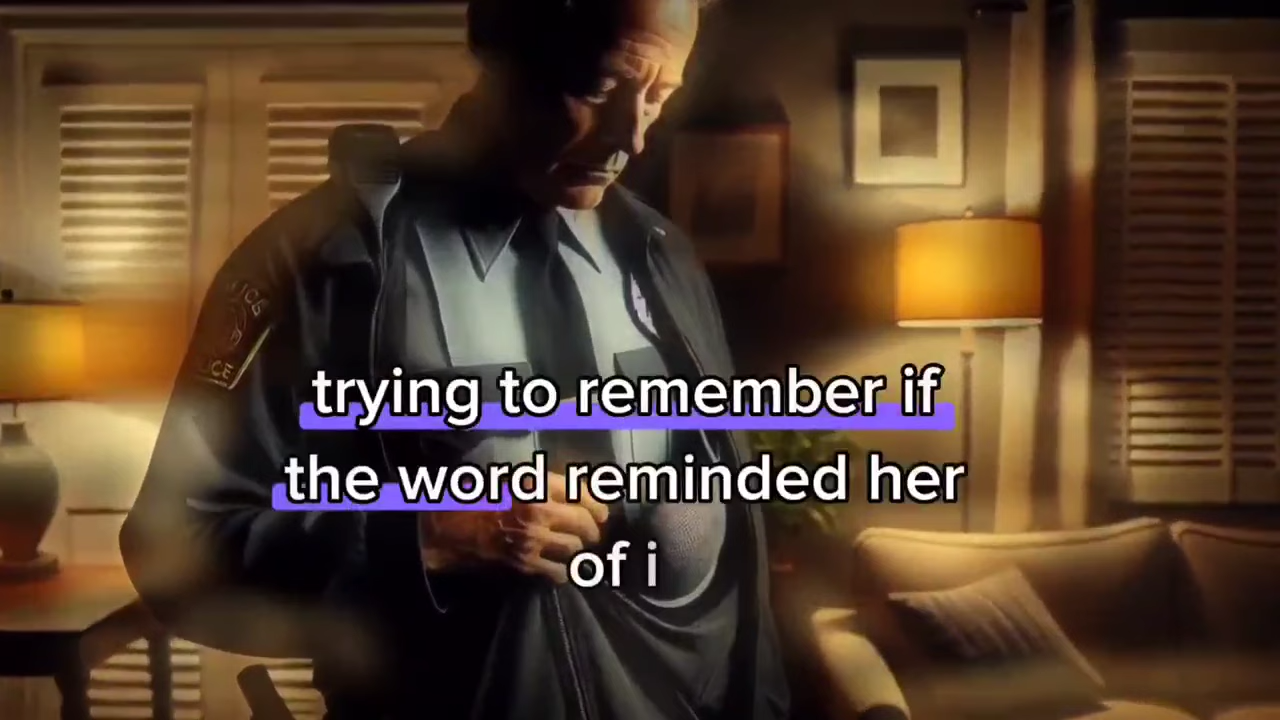 trying to remember if
the word reminded her
of i